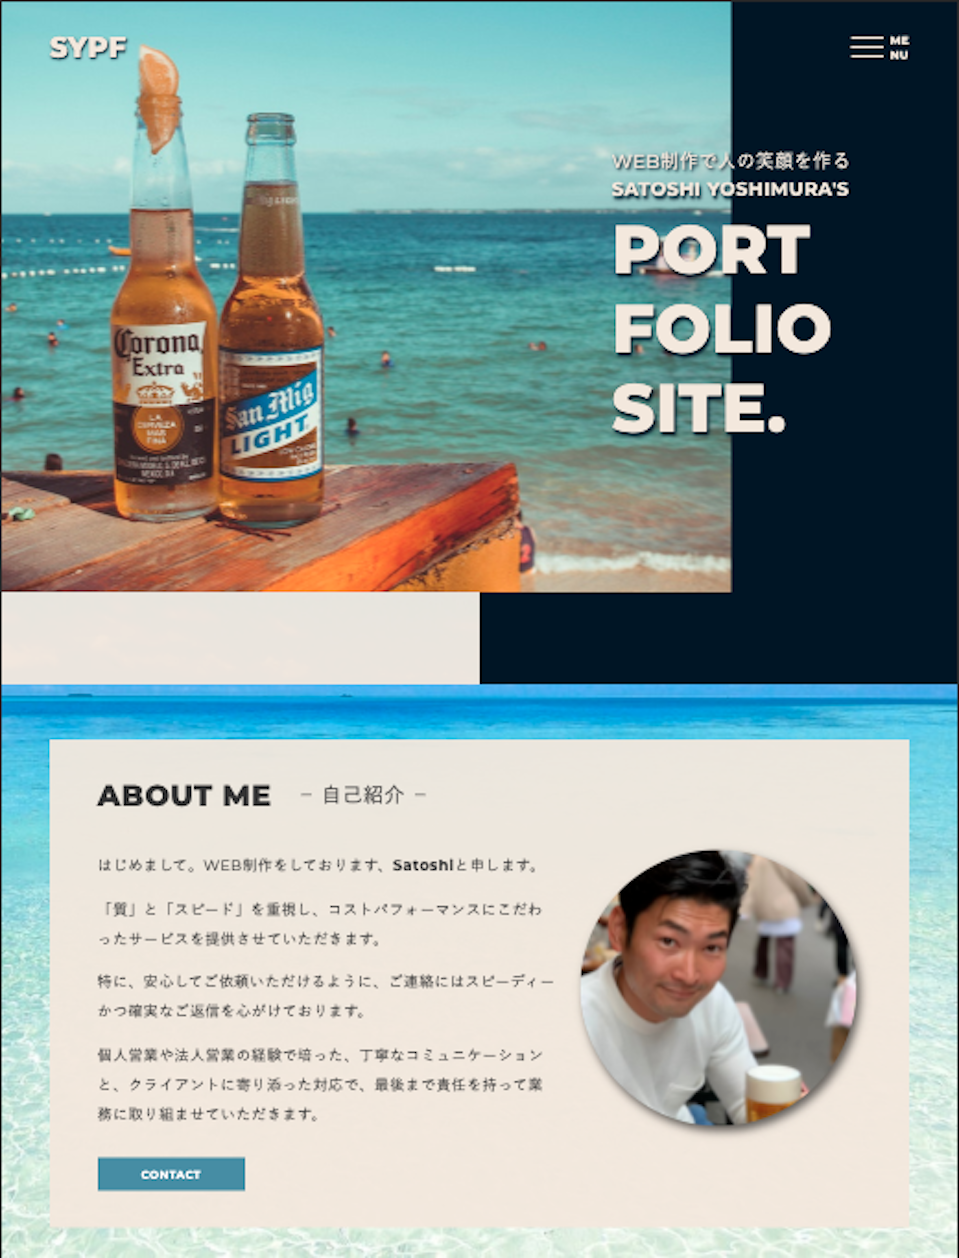 SYPF
ME
NU
WEB制作で人の笑顔を作る
SATOSHI YOSHIMURA'S
PORT
FOLIO
SITE.
Corona
Extra
LA
CERVEZA
MAS
FINA
San Mig
LIGHT
ABOUT ME － 自己紹介 －
はじめまして。WEB制作をしております、Satoshiと申します。
「質」と「スピード」を重視し、コストパフォーマンスにこだわ
ったサービスを提供させていただきます。
特に、安心してご依頼いただけるように、ご連絡にはスピーディー
かつ確実なご返信を心がけております。
個人営業や法人営業の経験で培った、丁寧なコミュニケーション
と、クライアントに寄り添った対応で、最後まで責任を持って業
務に取り組ませていただきます。
CONTACT